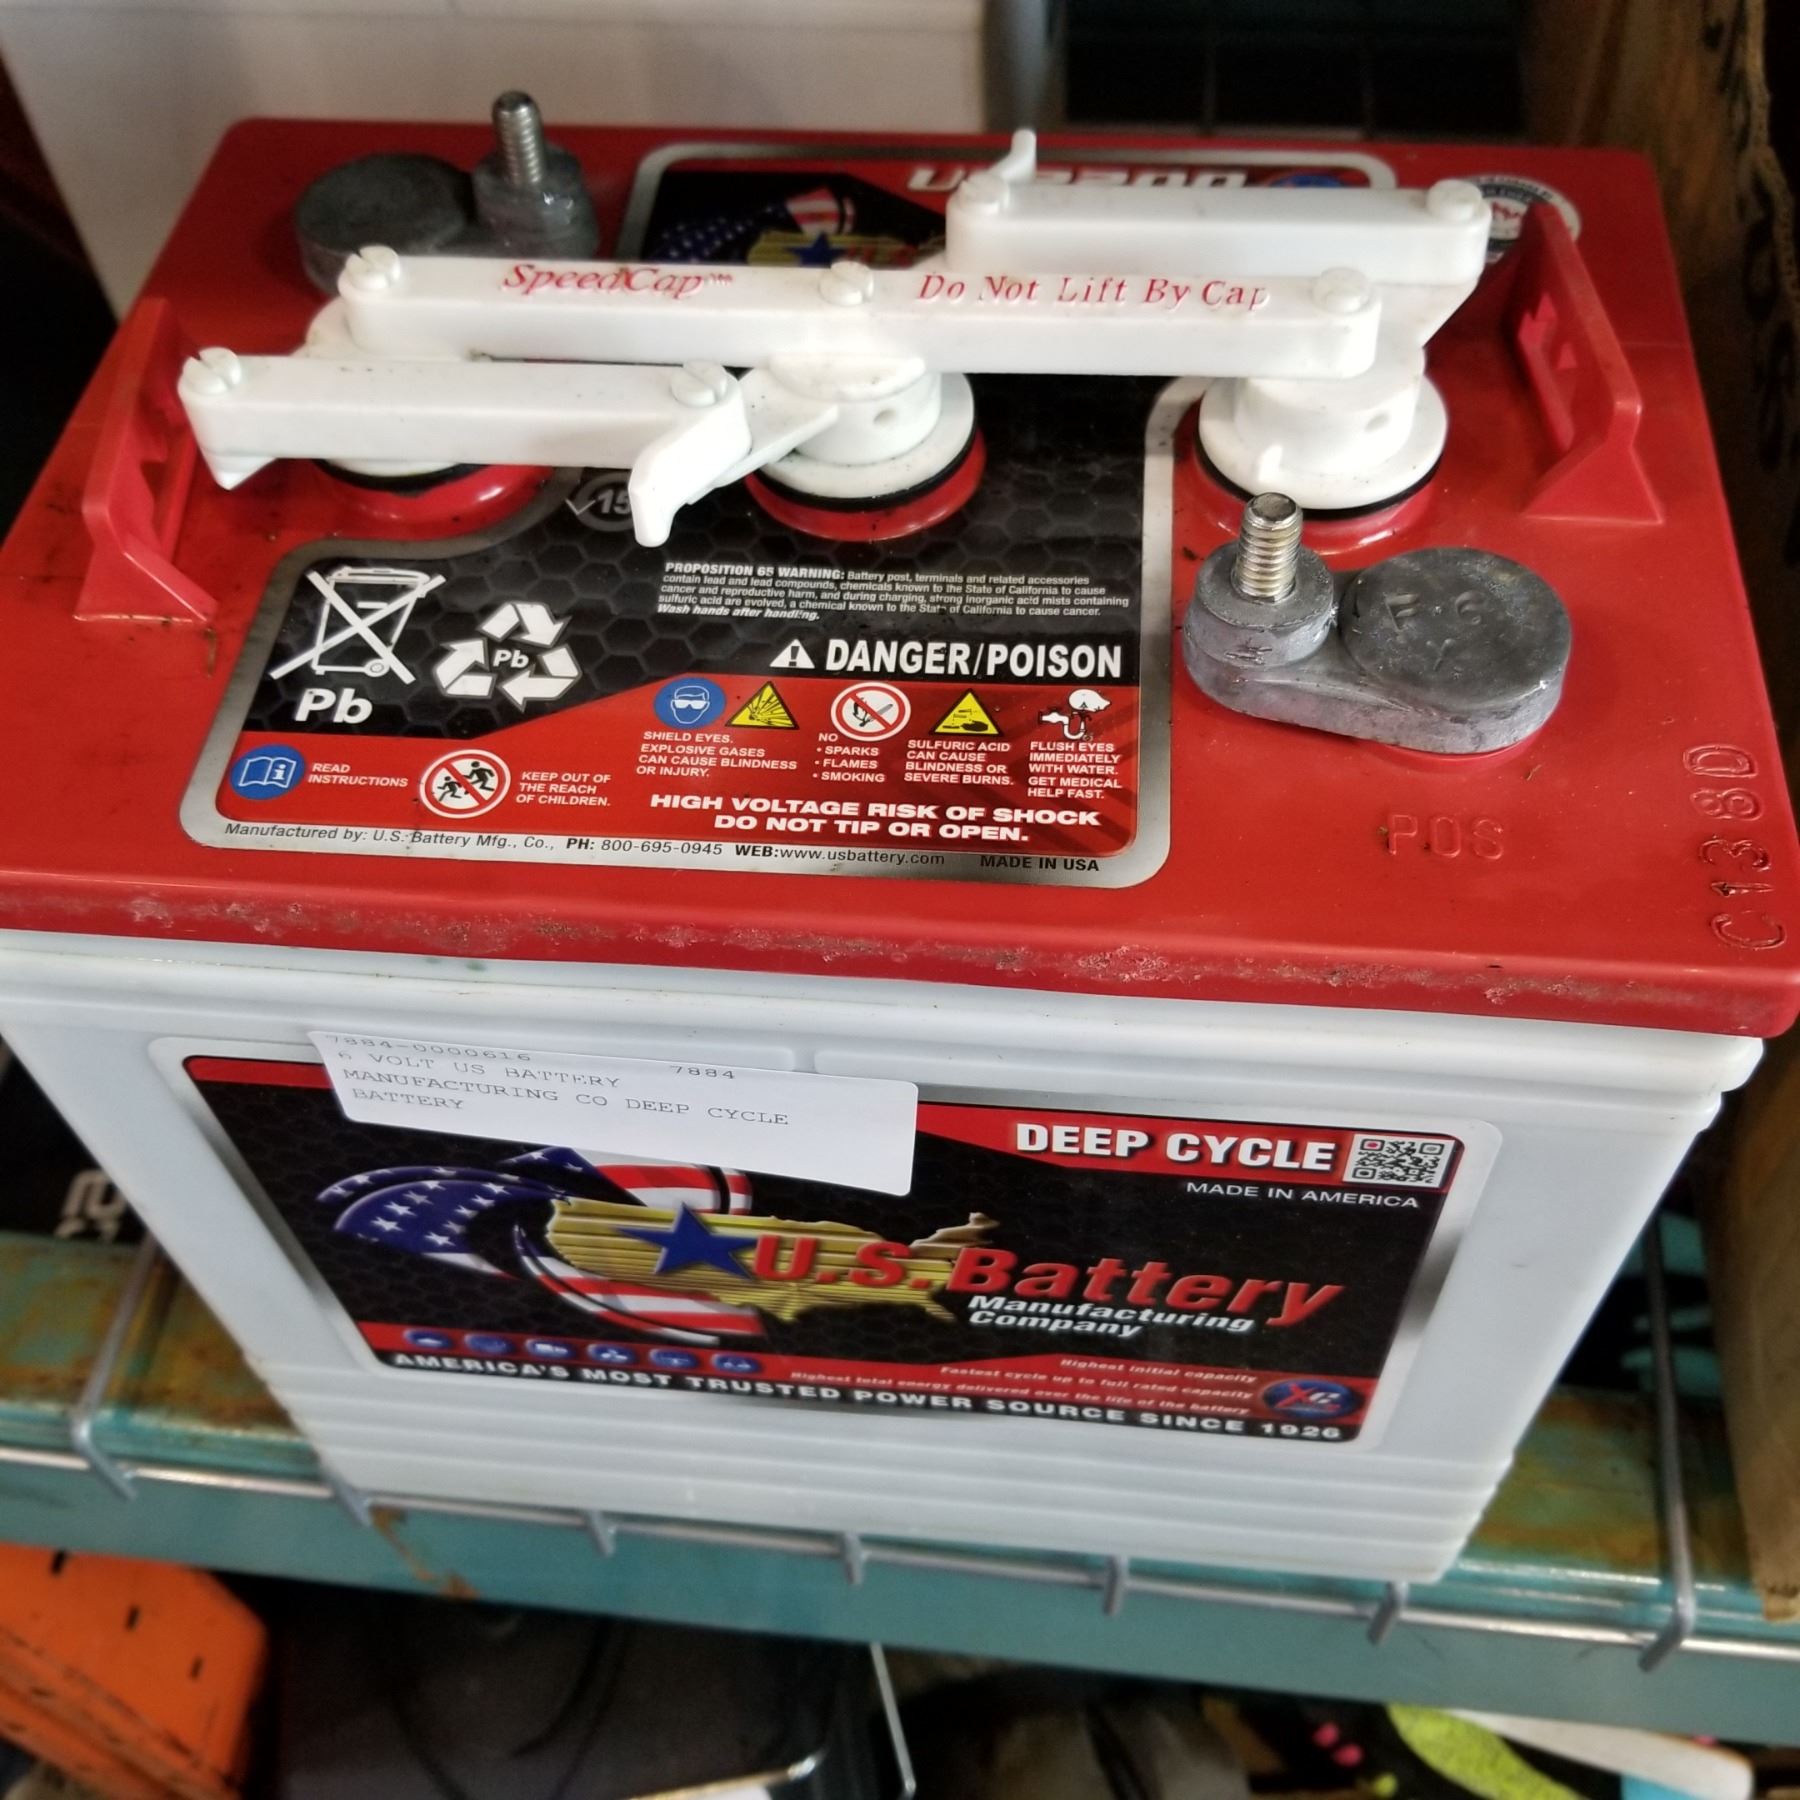 SpeedCap™ Do Not Lift By Cap
15
PROPOSITION 65 WARNING: Battery post, terminals and related accessories
contain lead and lead compounds, chemicals known to the State of California to cause
cancer and reproductive harm, and during charging, strong inorganic acid mists containing
sulfuric acid are evolved, a chemical known to the State of California to cause cancer.
Wash hands after handling.
Pb
Pb
DANGER/POISON
SHIELD EYES.
EXPLOSIVE GASES
CAN CAUSE BLINDNESS
OR INJURY.
NO
• SPARKS
• FLAMES
• SMOKING
SULFURIC ACID
CAN CAUSE
BLINDNESS OR
SEVERE BURNS.
FLUSH EYES
IMMEDIATELY
WITH WATER.
GET MEDICAL
HELP FAST.
READ
INSTRUCTIONS
KEEP OUT OF
THE REACH
OF CHILDREN.
HIGH VOLTAGE RISK OF SHOCK
DO NOT TIP OR OPEN.
Manufactured by: U.S. Battery Mfg., Co., PH: 800-695-0945 WEB:www.usbattery.com MADE IN USA
POS
C138D
7884-0000616
6 VOLT US BATTERY 7884
MANUFACTURING CO DEEP CYCLE
BATTERY
DEEP CYCLE
MADE IN AMERICA
U.S. Battery
Manufacturing
Company
Highest initial capacity
Fastest cycle up to full rated capacity
Highest total energy delivered over the life of the battery
AMERICA'S MOST TRUSTED POWER SOURCE SINCE 1926